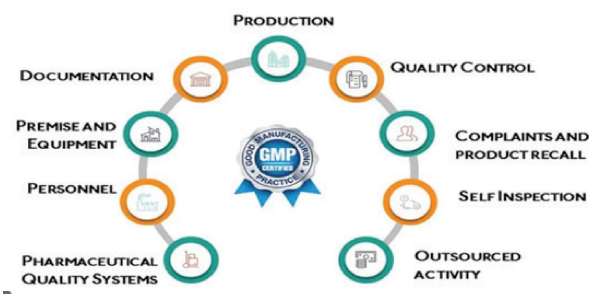 PRODUCTION
DOCUMENTATION
QUALITY CONTROL
PREMISE AND
EQUIPMENT
COMPLAINTS AND
PRODUCT RECALL
GOOD MANUFACTURING
GMP
CERTIFIED
PRACTICE
PERSONNEL
SELF INSPECTION
PHARMACEUTICAL
QUALITY SYSTEMS
OUTSOURCED
ACTIVITY